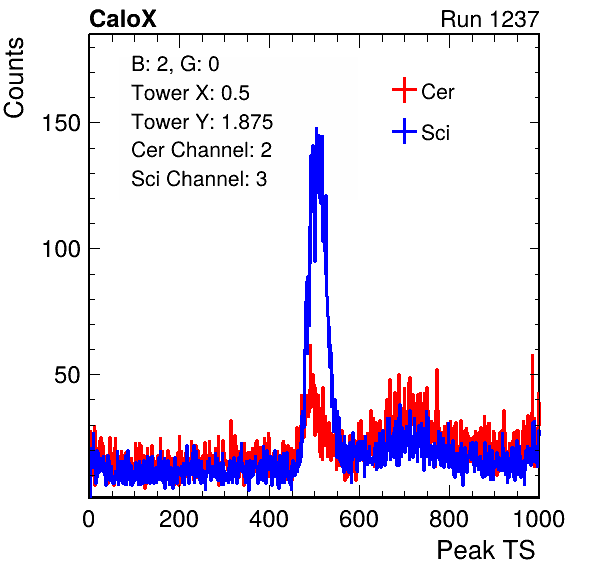 CaloX Run 1237
Counts
B: 2, G: 0
Tower X: 0.5
Tower Y: 1.875
Cer Channel: 2
Sci Channel: 3
Cer
Sci
150
100
50
0 200 400 600 800 1000
Peak TS